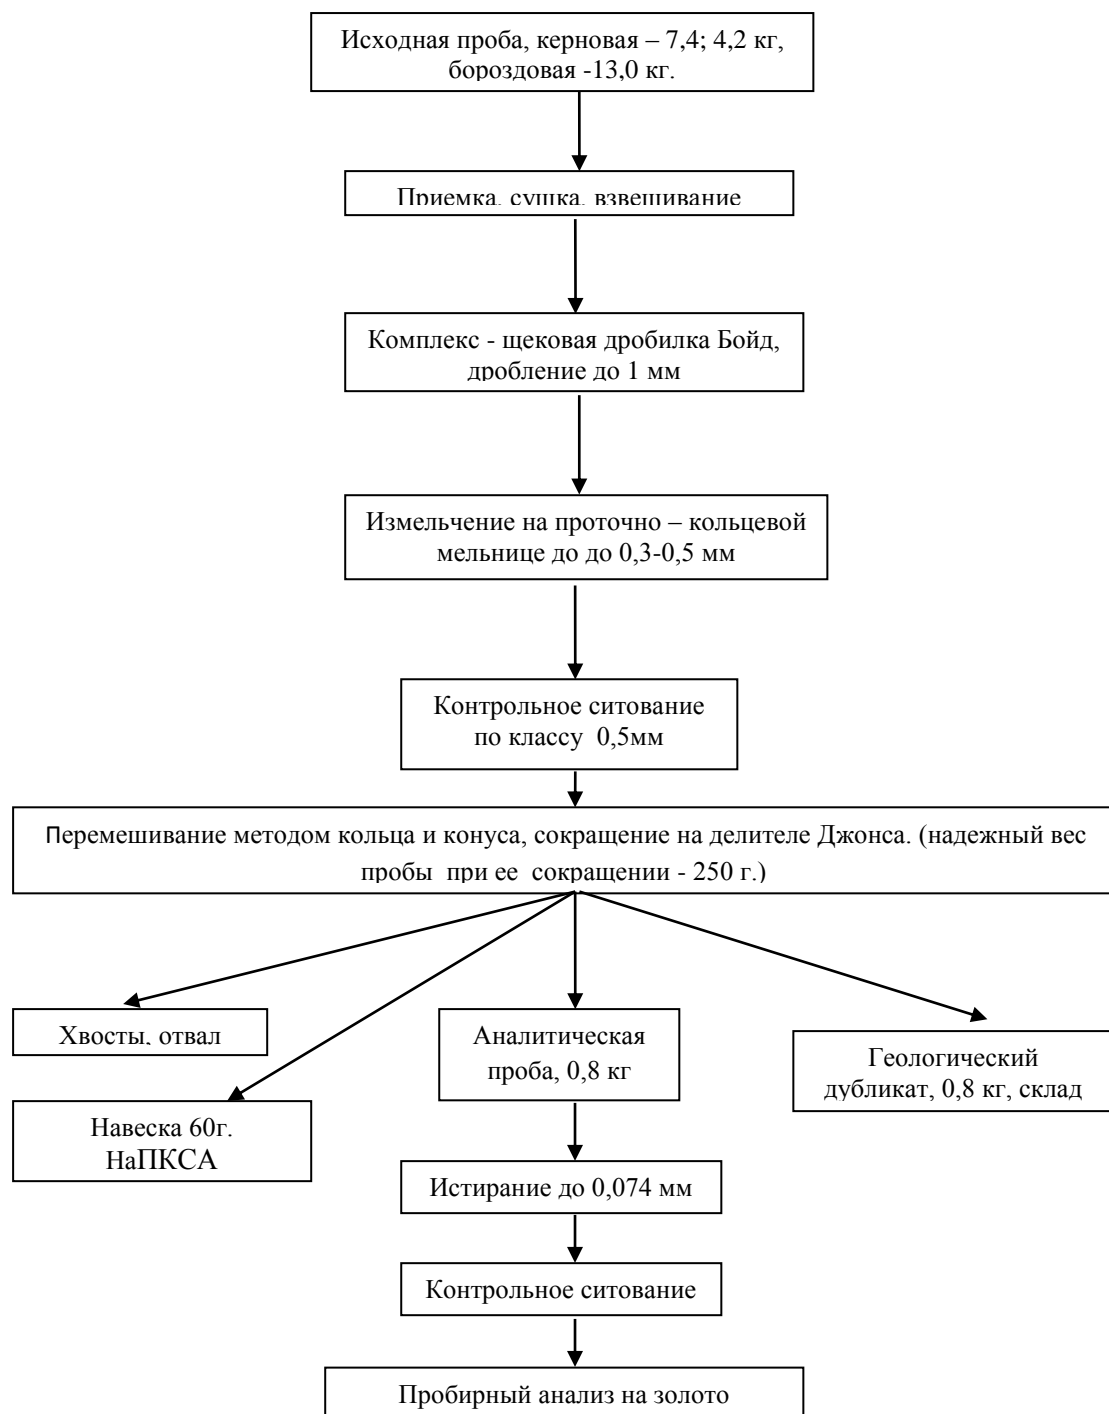 Исходная проба, керновая – 7,4; 4,2 кг,
бороздовая -13,0 кг.
Приемка, сушка, взвешивание
Комплекс - щековая дробилка Бойд,
дробление до 1 мм
Измельчение на проточно – кольцевой
мельнице до до 0,3-0,5 мм
Контрольное ситование
по классу 0,5мм
Перемешивание методом кольца и конуса, сокращение на делителе Джонса. (надежный вес
пробы при ее сокращении - 250 г.)
Хвосты, отвал
Навеска 60г.
НаПКСА
Аналитическая
проба, 0,8 кг
Геологический
дубликат, 0,8 кг, склад
Истирание до 0,074 мм
Контрольное ситование
Пробирный анализ на золото